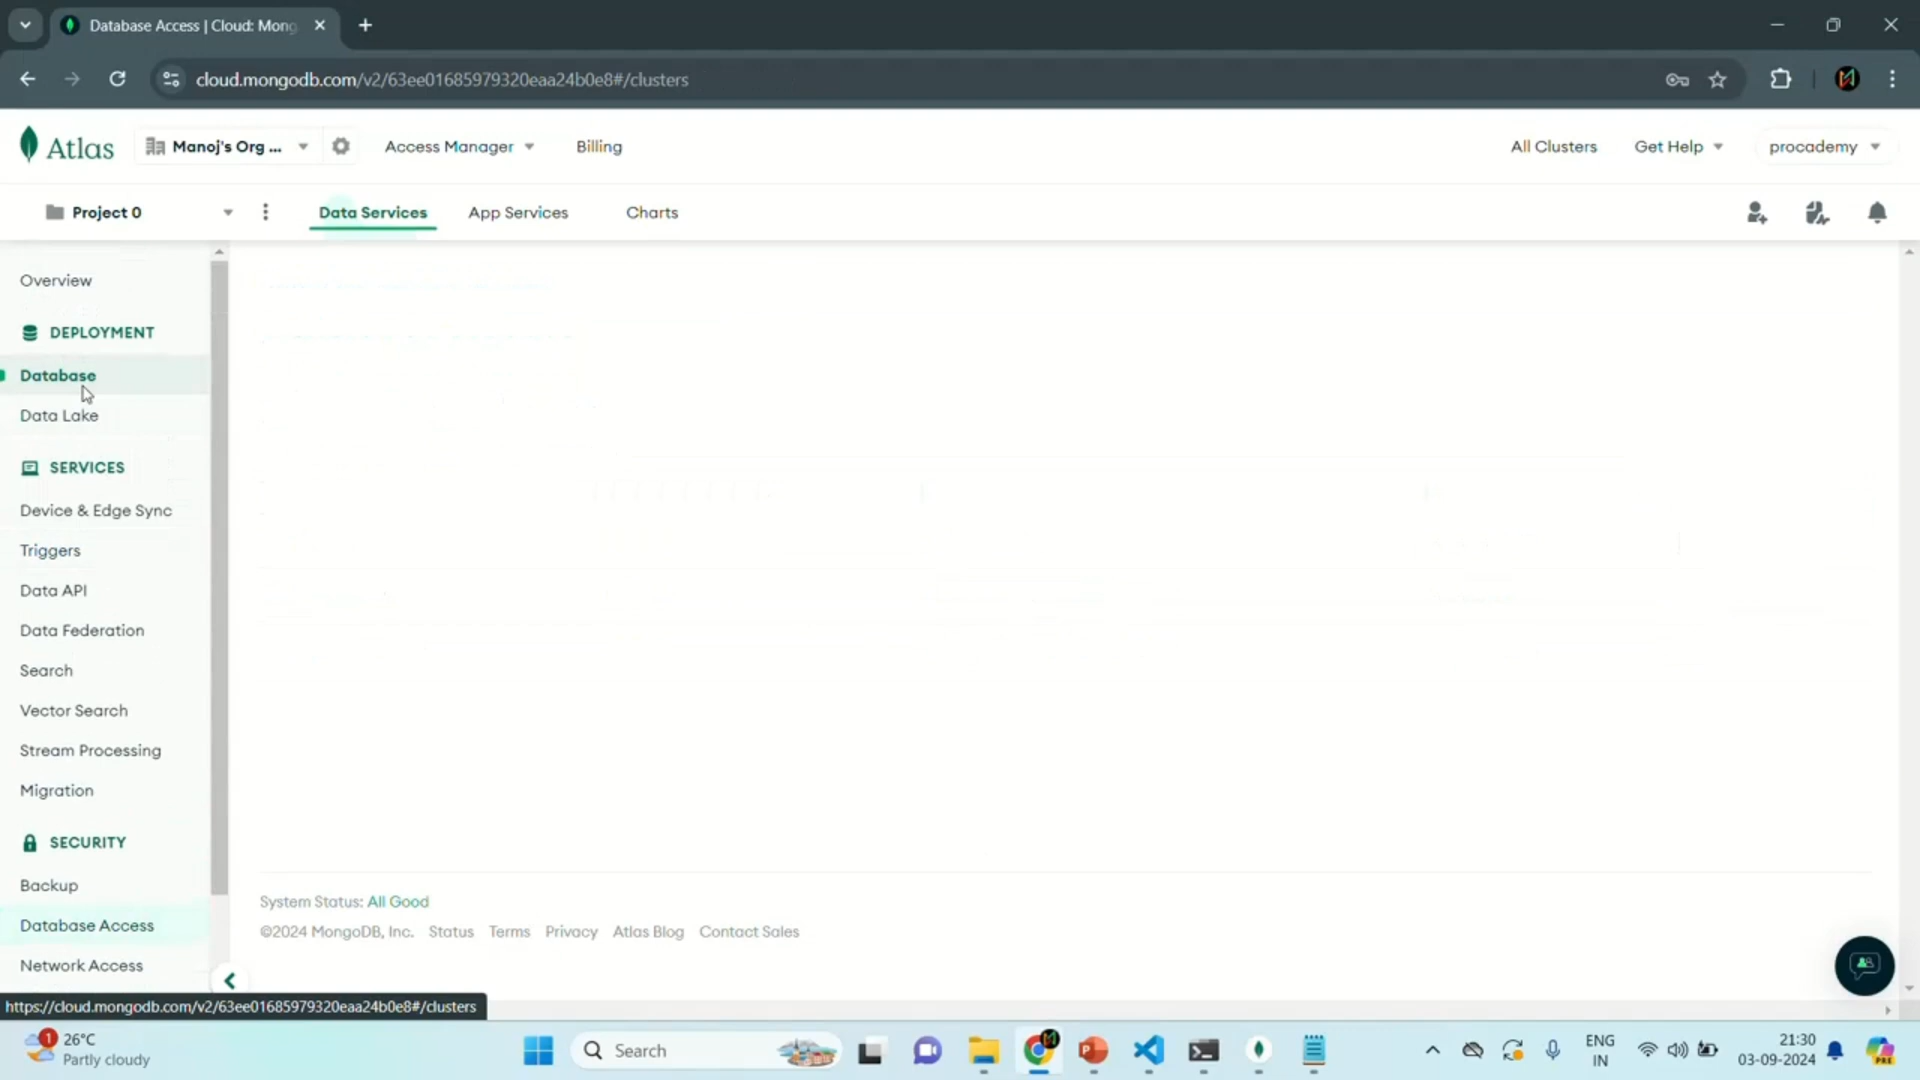 Database Access | Cloud: Mong
cloud.mongodb.com/v2/63ee01685979320eaa24b0e8#/clusters
Atlas
Manoj's Org ...
Access Manager
Billing
All Clusters
Get Help
procademy
Project 0
Data Services
App Services
Charts
Overview
DEPLOYMENT
Database
Data Lake
SERVICES
Device & Edge Sync
Triggers
Data API
Data Federation
Search
Vector Search
Stream Processing
Migration
SECURITY
Backup
Database Access
Network Access
System Status: All Good
©2024 MongoDB, Inc. Status Terms Privacy Atlas Blog Contact Sales
https://cloud.mongodb.com/v2/63ee01685979320eaa24b0e8#/clusters
1
26°C
Partly cloudy
Search
ENG
IN
21:30
03-09-2024
PRE